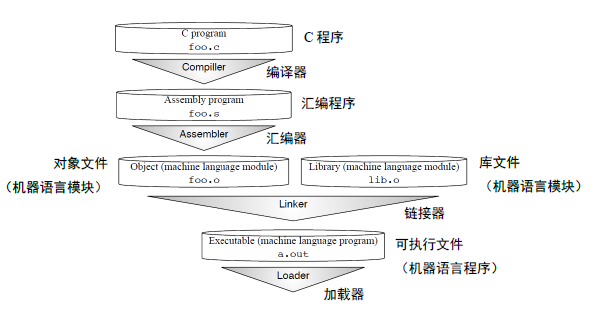 C program
foo.c
C 程序
Compiller
编译器
Assembly program
foo.s
汇编程序
Assembler
汇编器
对象文件
（机器语言模块）
Object (machine language module)
foo.o
Library (machine language module)
lib.o
库文件
（机器语言模块）
Linker
链接器
Executable (machine language program)
a.out
可执行文件
（机器语言程序）
Loader
加载器